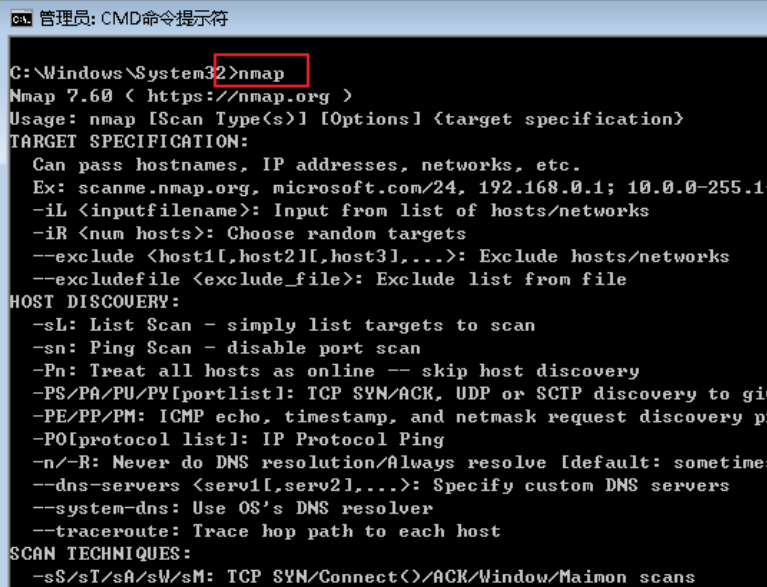 管理员: CMD命令提示符
C:\Windows\System32>nmap
Nmap 7.60 ( https://nmap.org )
Usage: nmap [Scan Type(s)] [Options] {target specification}
TARGET SPECIFICATION:
  Can pass hostnames, IP addresses, networks, etc.
  Ex: scanme.nmap.org, microsoft.com/24, 192.168.0.1; 10.0.0-255.1-
  -iL <inputfilename>: Input from list of hosts/networks
  -iR <num hosts>: Choose random targets
  --exclude <host1[,host2][,host3],...>: Exclude hosts/networks
  --excludefile <exclude_file>: Exclude list from file
HOST DISCOVERY:
  -sL: List Scan - simply list targets to scan
  -sn: Ping Scan - disable port scan
  -Pn: Treat all hosts as online -- skip host discovery
  -PS/PA/PU/PY[portlist]: TCP SYN/ACK, UDP or SCTP discovery to gi
  -PE/PP/PM: ICMP echo, timestamp, and netmask request discovery p
  -PO[protocol list]: IP Protocol Ping
  -n/-R: Never do DNS resolution/Always resolve [default: sometimes
  --dns-servers <serv1[,serv2],...>: Specify custom DNS servers
  --system-dns: Use OS's DNS resolver
  --traceroute: Trace hop path to each host
SCAN TECHNIQUES:
  -sS/sT/sA/sW/sM: TCP SYN/Connect()/ACK/Window/Maimon scans